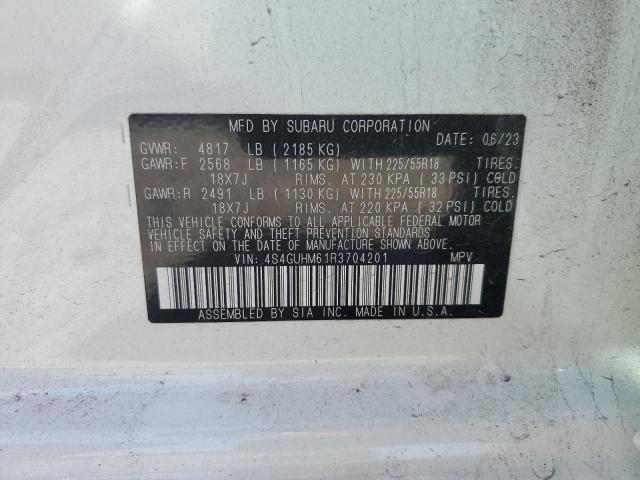 MFD BY SUBARU CORPORATION
DATE: 06/23
GVWR: 4817 LB (2185 KG)
GAWR:F 2568 LB (1165 KG) WITH 225/55R18 TIRES.
18X7J RIMS. AT 230 KPA (33 PSI) COLD
GAWR:R 2491 LB (1130 KG) WITH 225/55R18 TIRES.
18X7J RIMS. AT 220 KPA (32 PSI) COLD
THIS VEHICLE CONFORMS TO ALL APPLICABLE FEDERAL MOTOR
VEHICLE SAFETY AND THEFT PREVENTION STANDARDS
IN EFFECT ON THE DATE OF MANUFACTURE SHOWN ABOVE.
VIN: 4S4GUHM61R3704201 MPV
ASSEMBLED BY SIA INC. MADE IN U.S.A.